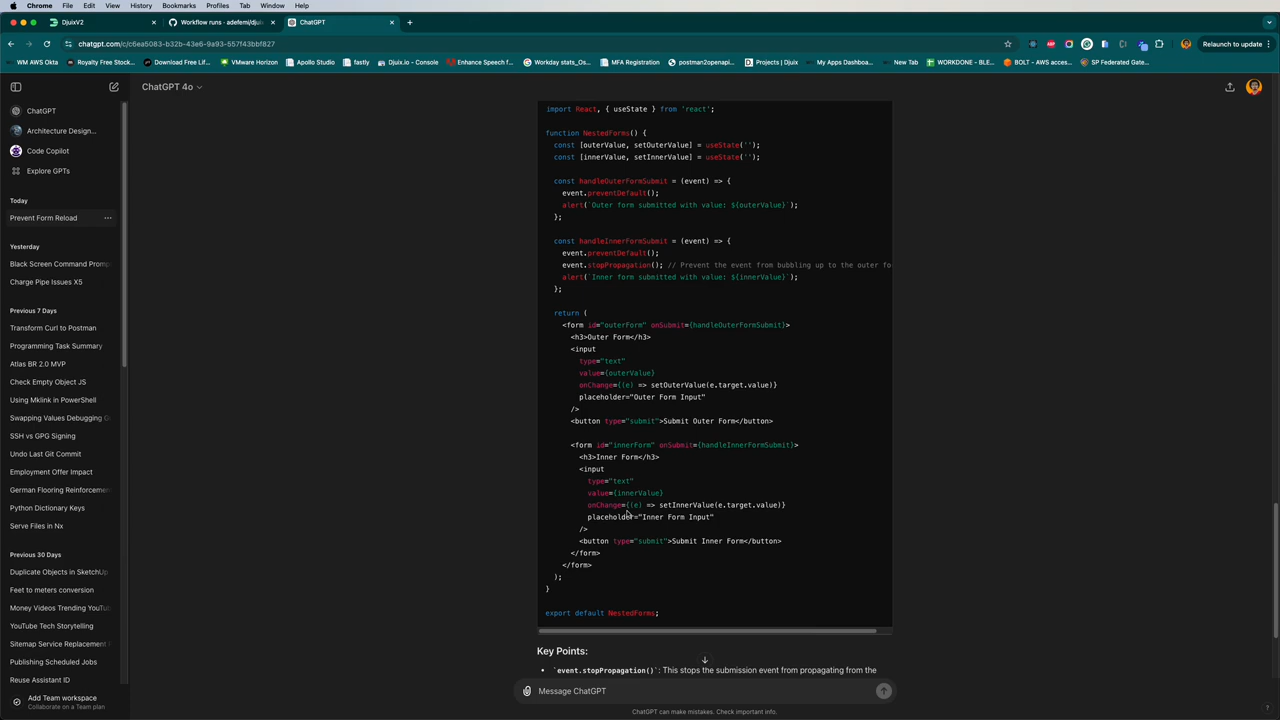 Chrome File Edit View History Bookmarks Profiles Tab Window Help
DjuixV2
Workflow runs - adefemi/djui
ChatGPT
chatgpt.com/c/c6ea5083-b32b-43e6-9a93-557f43bbf827
Relaunch to update
WM AWS Okta Royalty Free Stoc... Download Free Lif... VMware Horizon Apollo Studio fastly Djuix.io - Console Enhance Speech f... Workday stats_Os... MFA Registration postman2openapi... Projects | Djuix My Apps Dashboa... New Tab WORKDONE - BLE... BOLT - AWS acces... SP Federated Gate...
ChatGPT 4o
ChatGPT
Architecture Design...
Code Copilot
Explore GPTs
Today
Prevent Form Reload
Yesterday
Black Screen Command Promp
Charge Pipe Issues X5
Previous 7 Days
Transform Curl to Postman
Programming Task Summary
Atlas BR 2.0 MVP
Check Empty Object JS
Using Mklink in PowerShell
Swapping Values Debugging G
SSH vs GPG Signing
Undo Last Git Commit
Employment Offer Impact
German Flooring Reinforcemen
Python Dictionary Keys
Serve Files in Nx
Previous 30 Days
Duplicate Objects in SketchUp
Feet to meters conversion
Money Videos Trending YouTub
YouTube Tech Storytelling
Sitemap Service Replacement
Publishing Scheduled Jobs
Reuse Assistant ID
Add Team workspace
Collaborate on a Team plan
import React, { useState } from 'react';
function NestedForms() {
const [outerValue, setOuterValue] = useState('');
const [innerValue, setInnerValue] = useState('');
const handleOuterFormSubmit = (event) => {
event.preventDefault();
alert(`Outer form submitted with value: ${outerValue}`);
};
const handleInnerFormSubmit = (event) => {
event.preventDefault();
event.stopPropagation(); // Prevent the event from bubbling up to the outer fo
alert(`Inner form submitted with value: ${innerValue}`);
};
return (
<form id="outerForm" onSubmit={handleOuterFormSubmit}>
<h3>Outer Form</h3>
<input
type="text"
value={outerValue}
onChange={(e) => setOuterValue(e.target.value)}
placeholder="Outer Form Input"
/>
<button type="submit">Submit Outer Form</button>
<form id="innerForm" onSubmit={handleInnerFormSubmit}>
<h3>Inner Form</h3>
<input
type="text"
value={innerValue}
onChange={(e) => setInnerValue(e.target.value)}
placeholder="Inner Form Input"
/>
<button type="submit">Submit Inner Form</button>
</form>
</form>
);
}
export default NestedForms;
Key Points:
• `event.stopPropagation()`: This stops the submission event from propagating from the
Message ChatGPT
ChatGPT can make mistakes. Check important info.
?